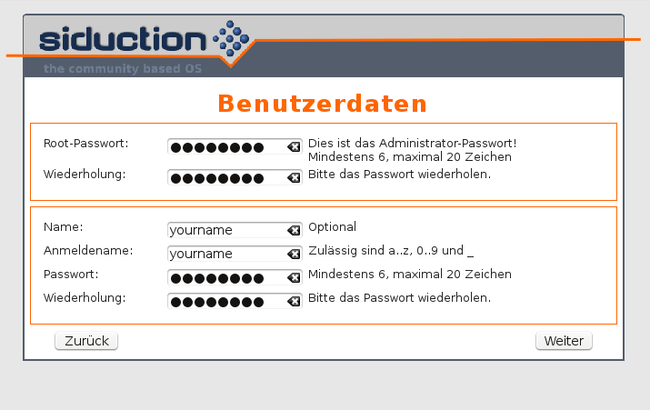 siduction
the community based OS
Benutzerdaten
Root-Passwort: ●●●●●●●● Dies ist das Administrator-Passwort!
Mindestens 6, maximal 20 Zeichen
Wiederholung: ●●●●●●●● Bitte das Passwort wiederholen.
Name: yourname Optional
Anmeldename: yourname Zulässig sind a..z, 0..9 und _
Passwort: ●●●●●●●● Mindestens 6, maximal 20 Zeichen
Wiederholung: ●●●●●●●● Bitte das Passwort wiederholen.
Zurück Weiter